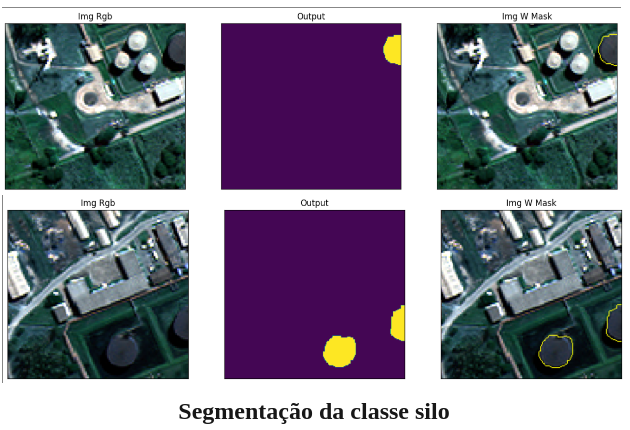 Img Rgb
Output
Img W Mask
Img Rgb
Output
Img W Mask
Segmentação da classe silo